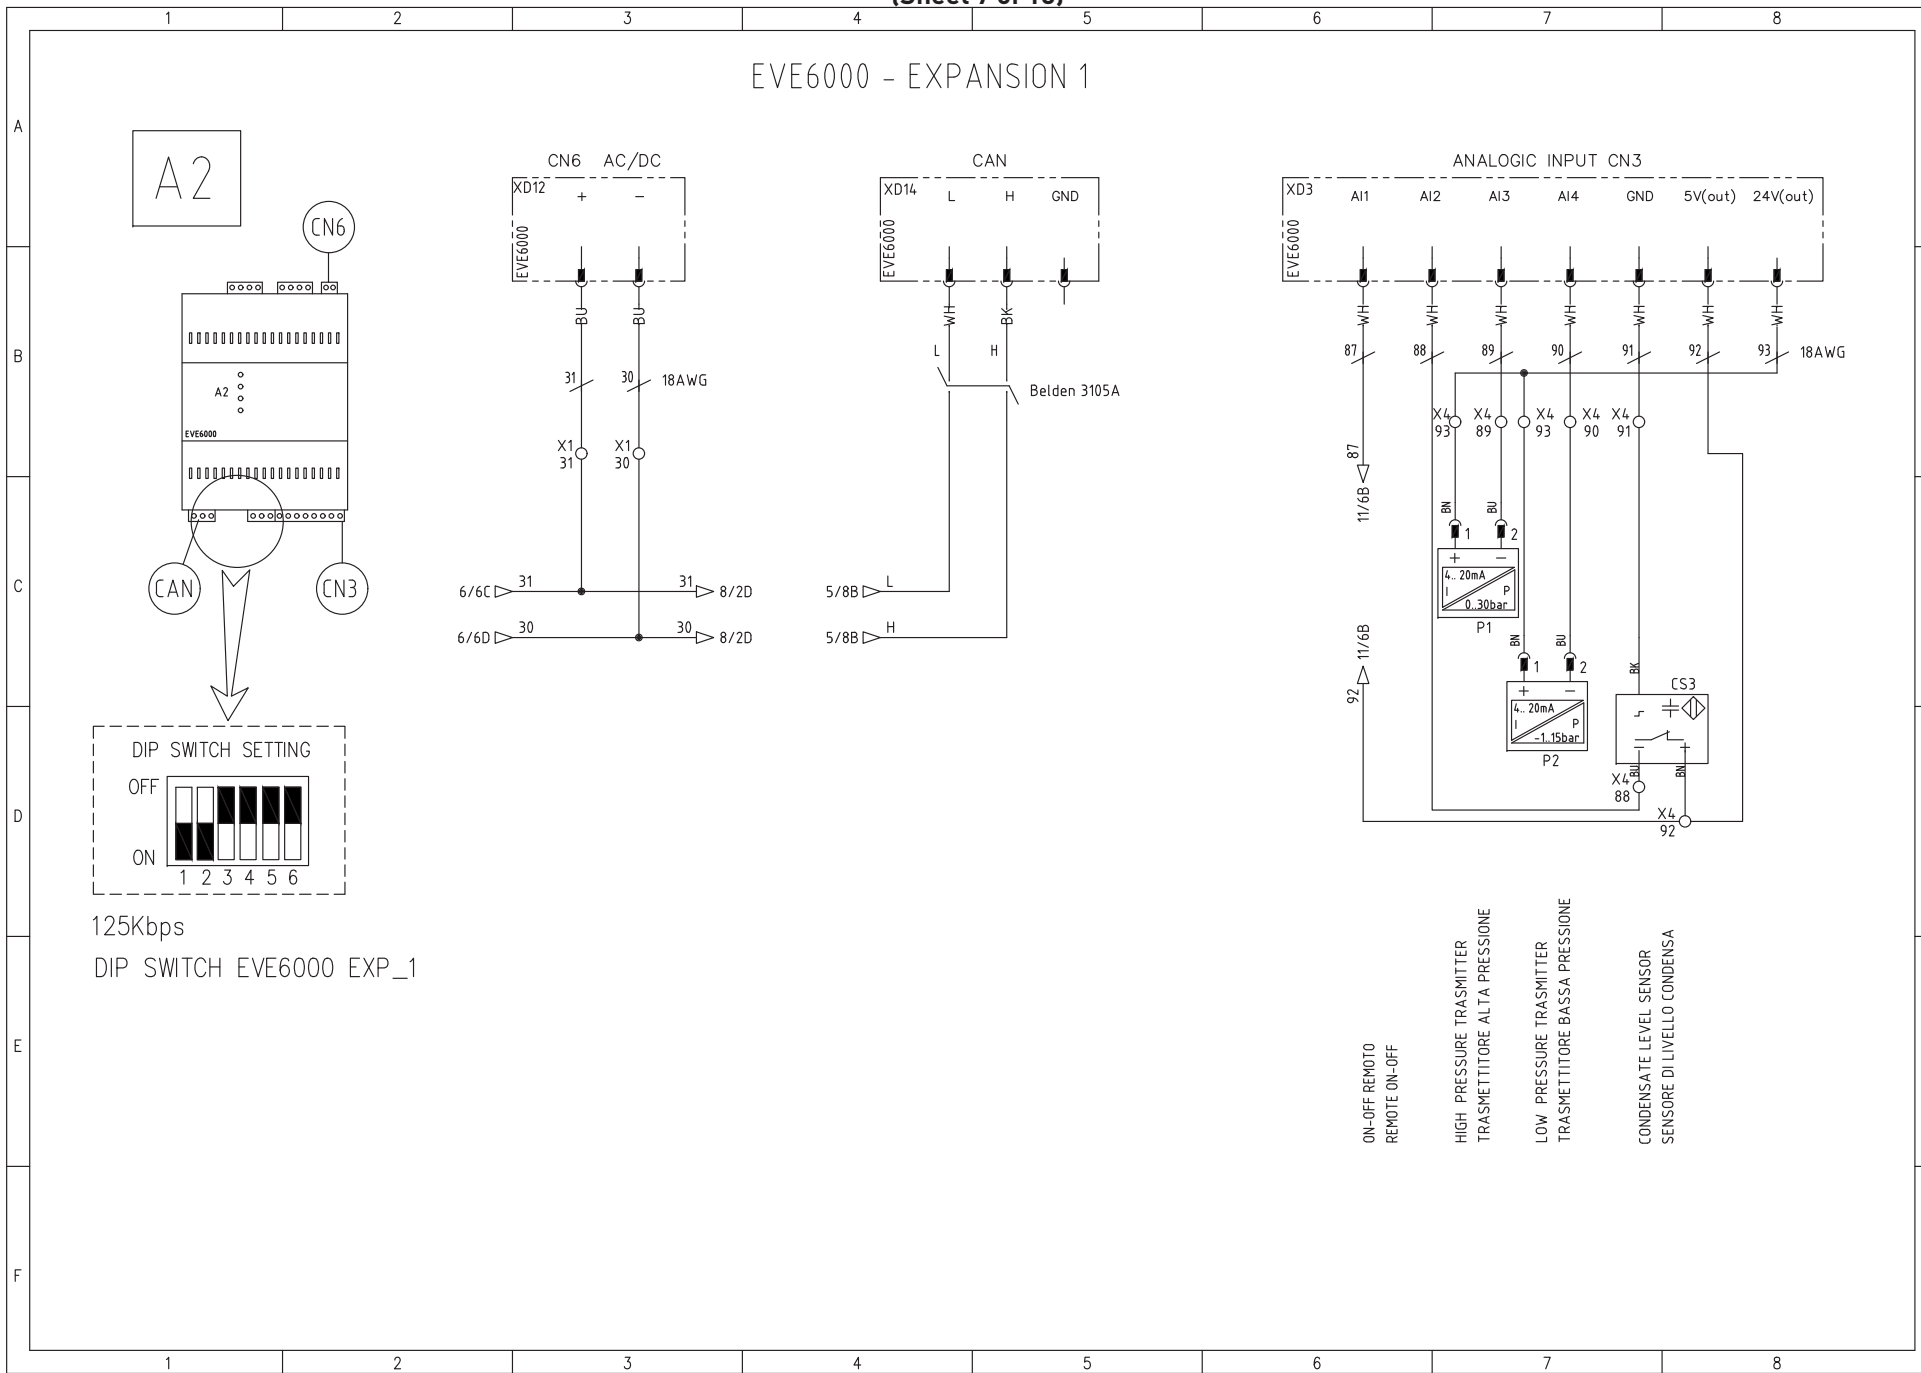 1 2 3 4 5 6 7 8
EVE6000 - EXPANSION 1
A
B
C
D
E
F
A2
CN6
A2
EVE6000
CAN
CN3
DIP SWITCH SETTING
OFF
ON
1 2 3 4 5 6
125Kbps
DIP SWITCH EVE6000 EXP_1
CN6 AC/DC
XD12 + -
EVE6000
BU BU
31 30 18AWG
X1 X1
31 30
6/6C 31 31 8/2D
6/6D 30 30 8/2D
CAN
XD14 L H GND
EVE6000
WH BK
L H
Belden 3105A
5/8B L
5/8B H
ANALOGIC INPUT CN3
XD3 AI1 AI2 AI3 AI4 GND 5V(out) 24V(out)
EVE6000
WH WH WH WH WH WH WH
87 88 89 90 91 92 93 18AWG
X4 X4 X4 X4 X4
93 89 93 90 91
87
11/6B
BN BU
1 2
+ -
4.. 20mA
I P
0..30bar
P1
11/6B
92
BN BU
1 2
+ -
4.. 20mA
I P
-1..15bar
P2
BK
CS3
- +
BU BN
X4
88
X4
92
ON-OFF REMOTO
REMOTE ON-OFF
HIGH PRESSURE TRASMITTER
TRASMETTITORE ALTA PRESSIONE
LOW PRESSURE TRASMITTER
TRASMETTITORE BASSA PRESSIONE
CONDENSATE LEVEL SENSOR
SENSORE DI LIVELLO CONDENSA
1 2 3 4 5 6 7 8